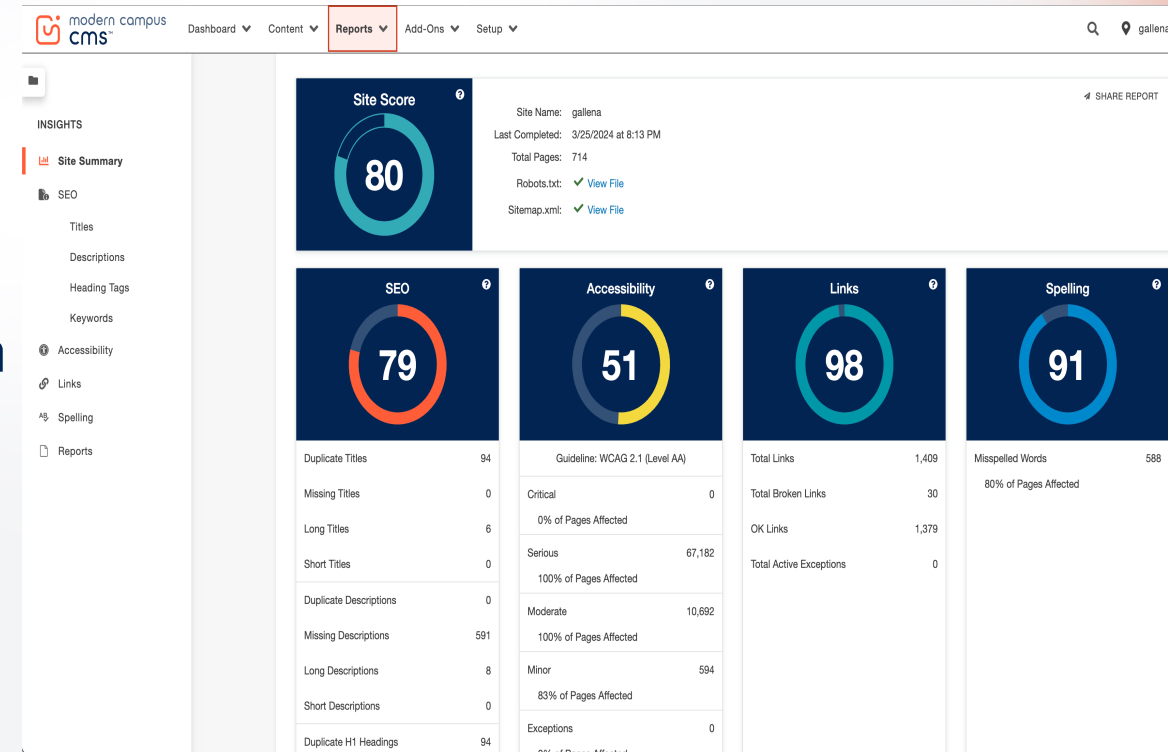 modern campus
cms™
Dashboard
Content
Reports
Add-Ons
Setup
gallena
INSIGHTS
Site Summary
SEO
Titles
Descriptions
Heading Tags
Keywords
Accessibility
Links
Spelling
Reports
Site Score
80
Site Name: gallena
Last Completed: 3/25/2024 at 8:13 PM
Total Pages: 714
Robots.txt: View File
Sitemap.xml: View File
SHARE REPORT
SEO
79
Duplicate Titles 94
Missing Titles 0
Long Titles 6
Short Titles 0
Duplicate Descriptions 0
Missing Descriptions 591
Long Descriptions 8
Short Descriptions 0
Duplicate H1 Headings 94
Accessibility
51
Guideline: WCAG 2.1 (Level AA)
Critical 0
0% of Pages Affected
Serious 67,182
100% of Pages Affected
Moderate 10,692
100% of Pages Affected
Minor 594
83% of Pages Affected
Exceptions 0
Links
98
Total Links 1,409
Total Broken Links 30
OK Links 1,379
Total Active Exceptions 0
Spelling
91
Misspelled Words 588
80% of Pages Affected